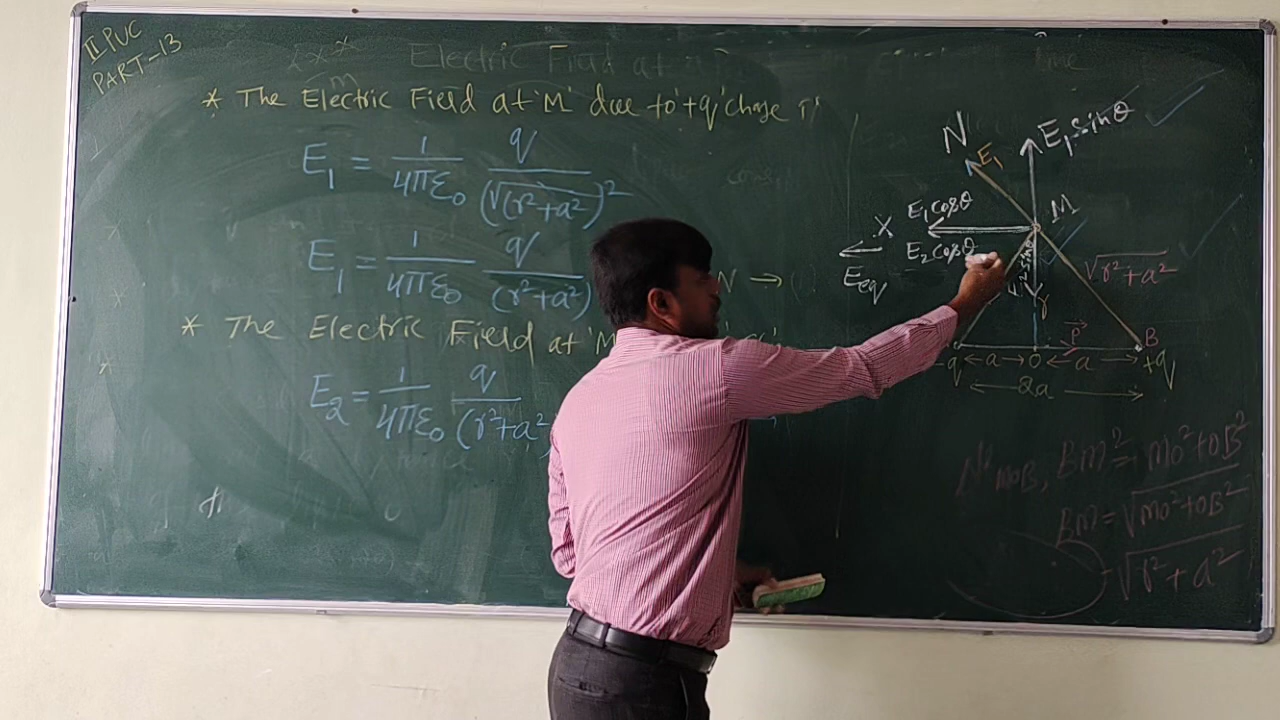 II PUC
PART-13
Electric Field at
* The Electric Field at 'M' due to '+q' charge is
E₁ = 1/4πε₀ q/(√(r²+a²))²
E₁ = 1/4πε₀ q/(r²+a²) N →
* The Electric Field at 'M'
E₂ = 1/4πε₀ q/(r²+a²
N
E₁
E₁sinθ
M
E₁cosθ
X
E₂cosθ
Eeq
√r²+a²
r
P
B
-q ←a→ O ←a→ +q
← 2a →
MOB, BM² = MO²+OB²
BM = √MO²+OB²
= √r²+a²